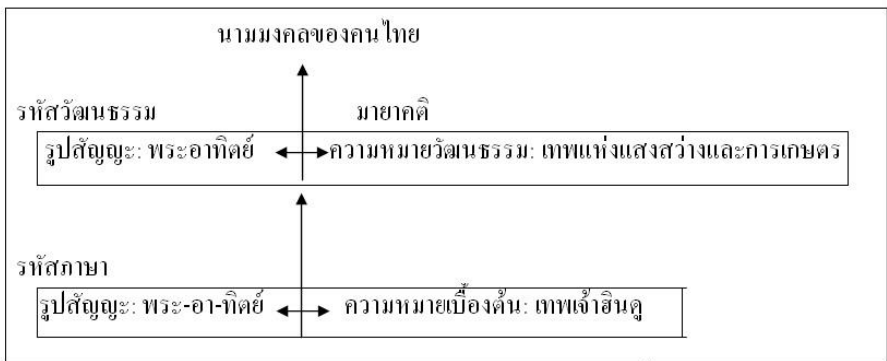 นามมงคลของคนไทย
รหัสวัฒนธรรม มายาคติ
รูปสัญญะ: พระอาทิตย์ ความหมายวัฒนธรรม: เทพแห่งแสงสว่างและการเกษตร
รหัสภาษา
รูปสัญญะ: พระ-อา-ทิตย์ ความหมายเบื้องต้น: เทพเจ้าฮินดู